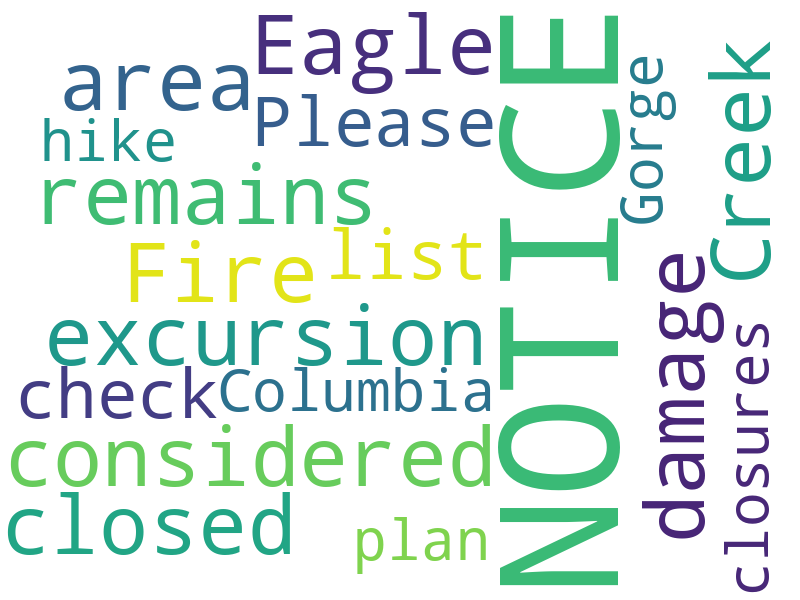 Eagle
area
Please
hike
remains
Fire
list
excursion
check
Columbia
considered
closed
plan
NOTICE
Gorge
Creek
damage
closures